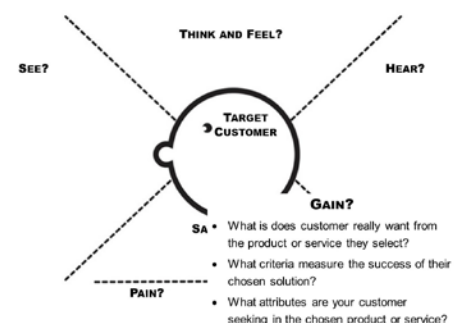 THINK AND FEEL?
SEE?
HEAR?
TARGET
CUSTOMER
GAIN?
SA
• What is does customer really want from
the product or service they select?
• What criteria measure the success of their
chosen solution?
• What attributes are your customer
seeking in the chosen product or service?
PAIN?